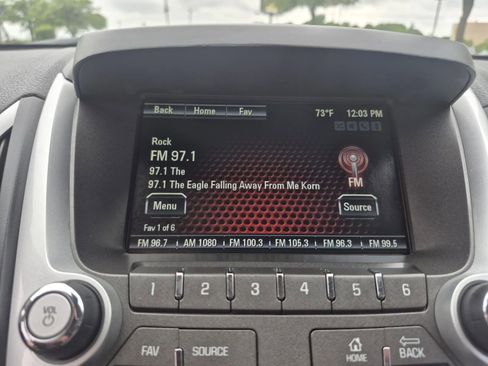 Back Home Fav 73°F 12:03 PM
Rock
FM 97.1
97.1 The
97.1 The Eagle Falling Away From Me Korn
FM
Menu
Source
Fav 1 of 6
FM 96.7 AM 1080 FM 100.3 FM 105.3 FM 96.3 FM 99.5
1 2 3 4 5 6
VOL
FAV SOURCE HOME BACK